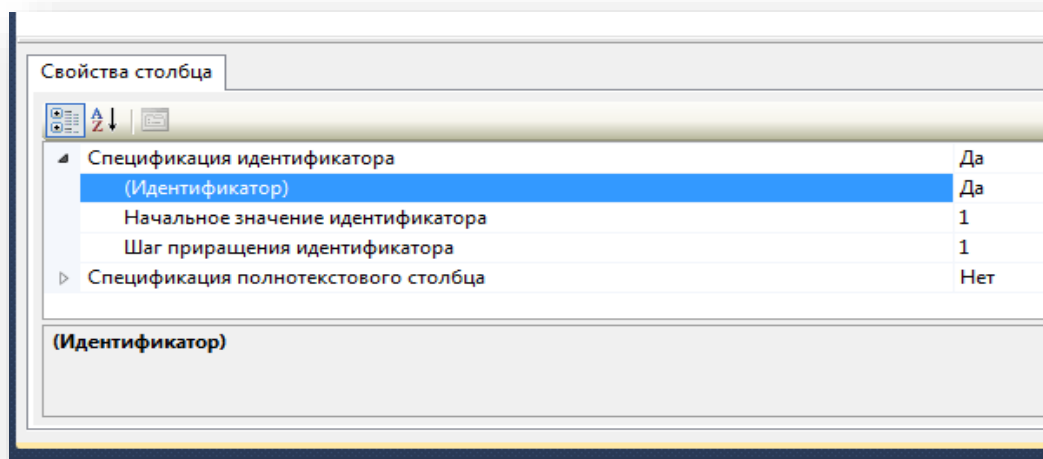 Свойства столбца
Спецификация идентификатора Да
(Идентификатор) Да
Начальное значение идентификатора 1
Шаг приращения идентификатора 1
Спецификация полнотекстового столбца Нет
(Идентификатор)